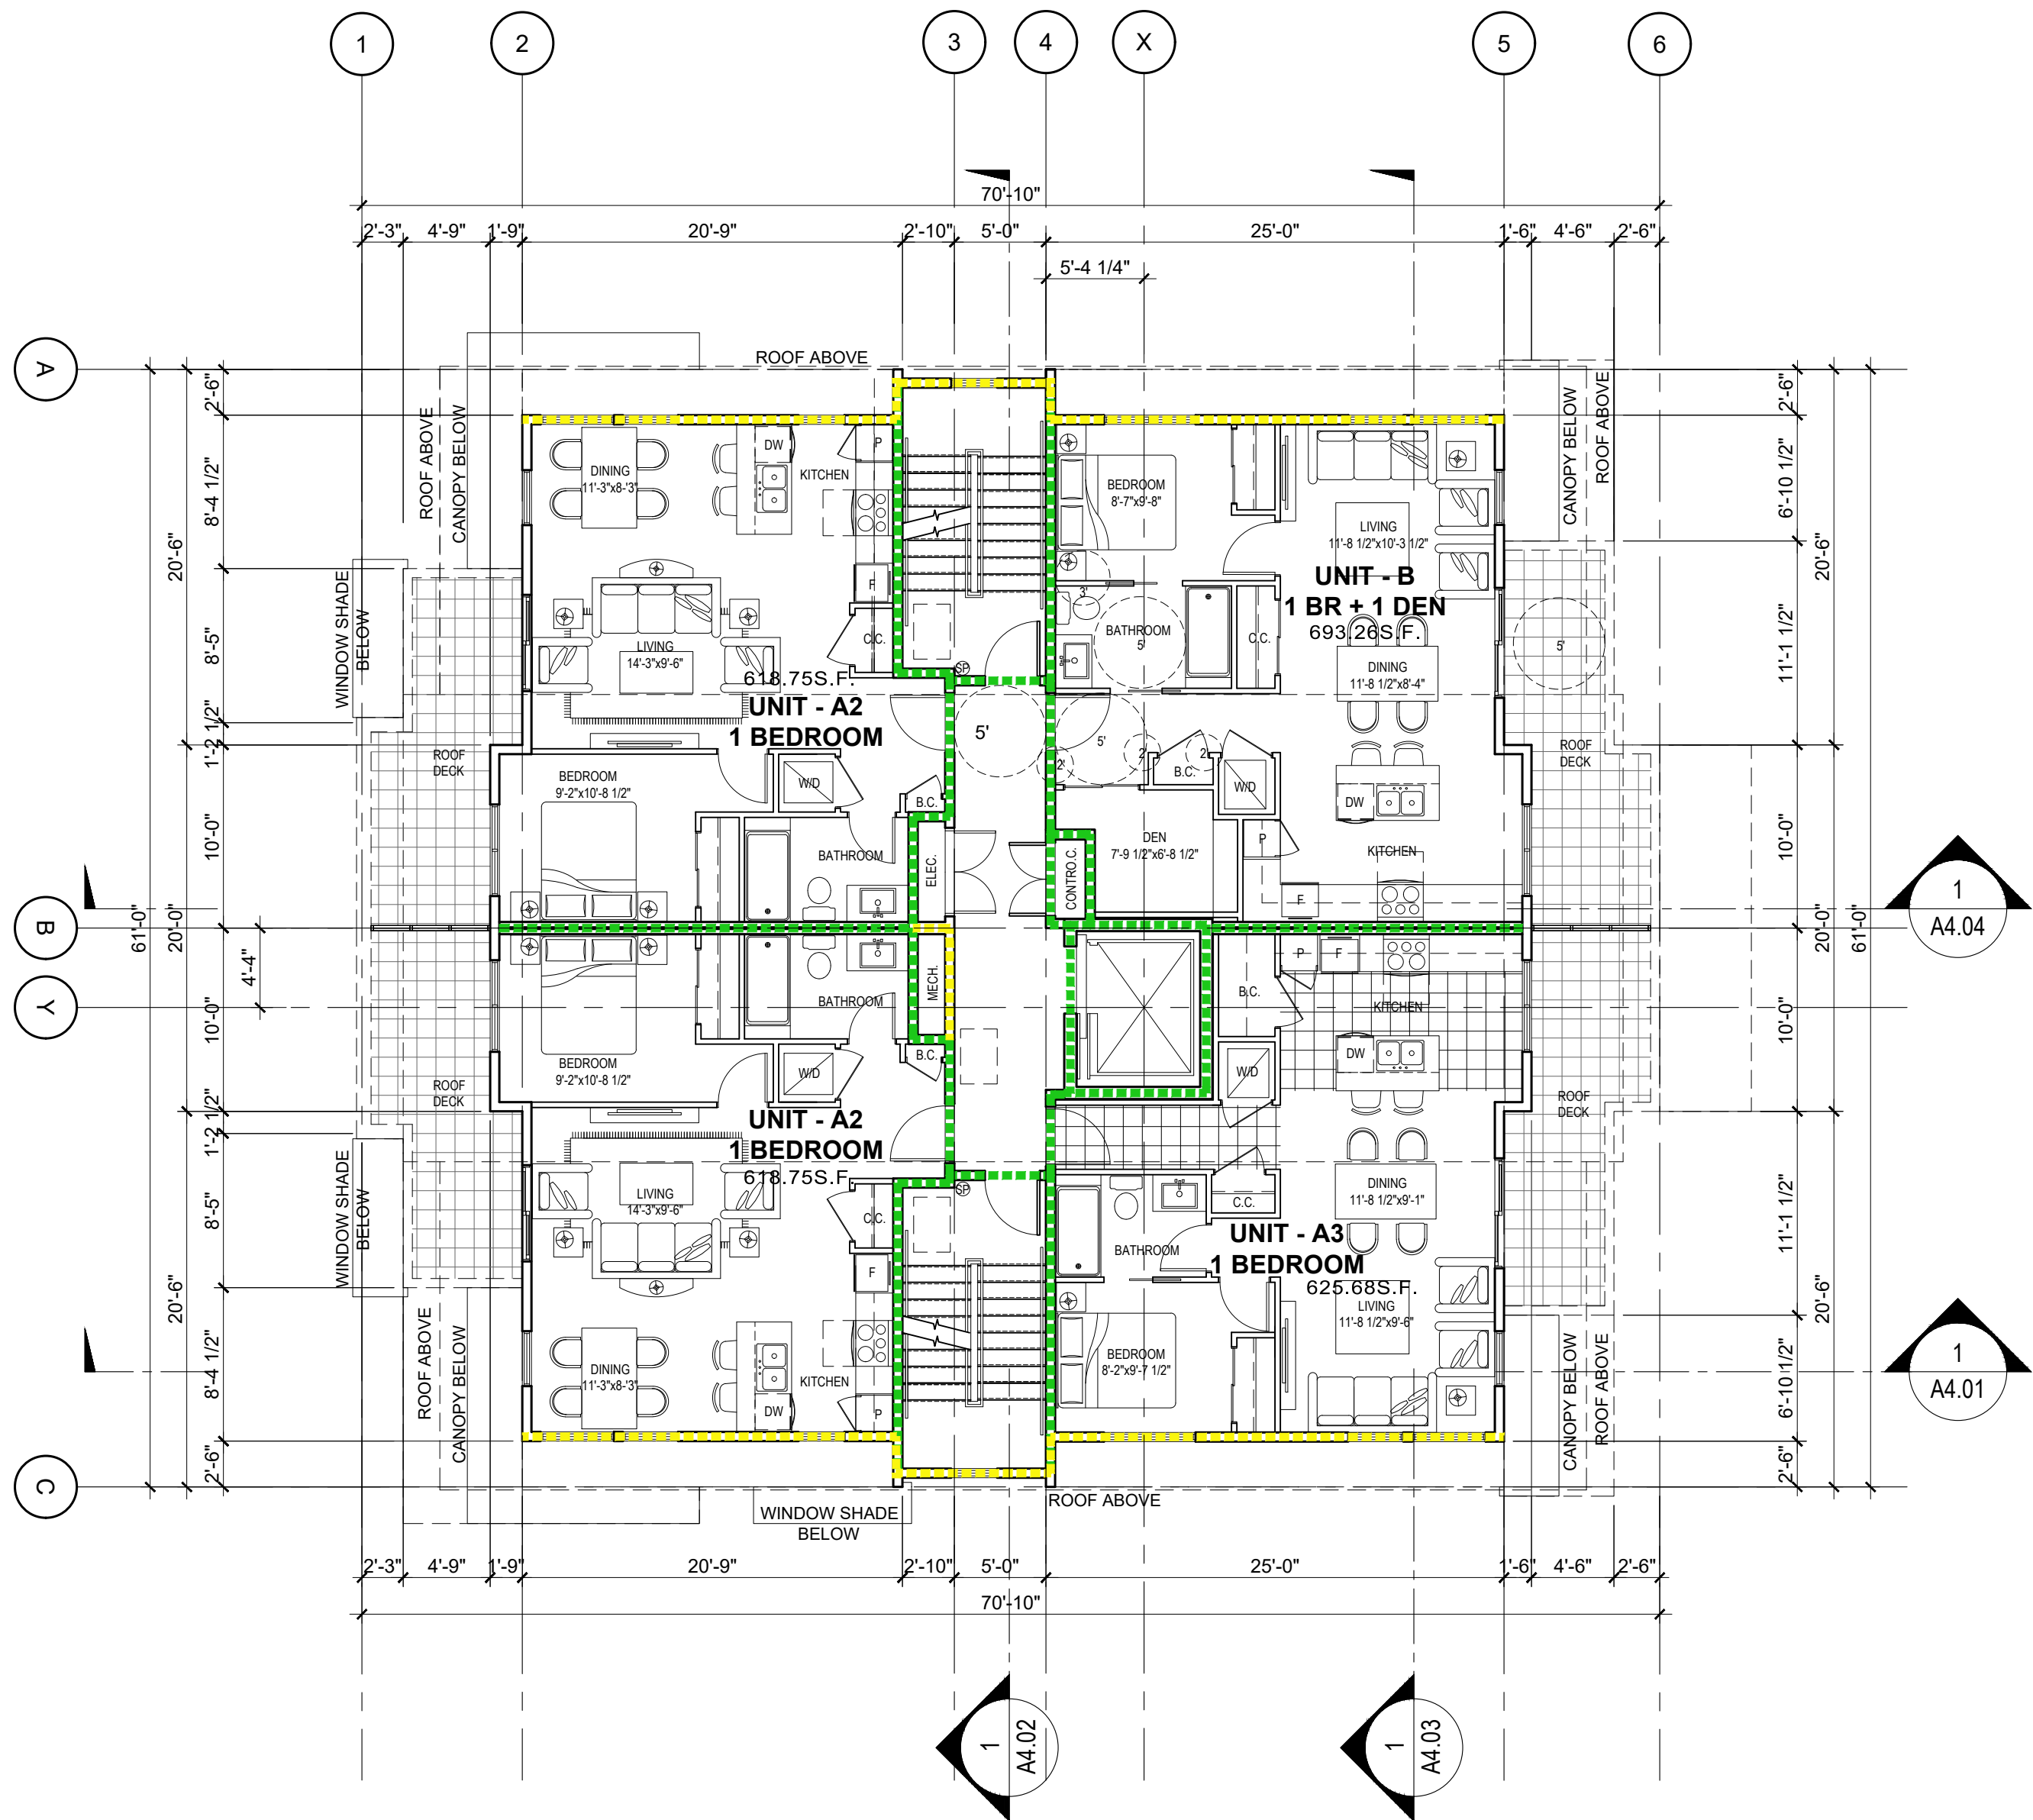 1
2
3
4
X
5
6
70'-10"
2'-3"
4'-9"
1'-9"
20'-9"
2'-10"
5'-0"
25'-0"
1'-6"
4'-6"
2'-6"
5'-4 1/4"
A
B
Y
C
61'-0"
20'-6"
20'-0"
20'-6"
4'-4"
2'-6"
8'-4 1/2"
8'-5"
1'-2 1/2"
10'-0"
10'-0"
1'-2 1/2"
8'-5"
8'-4 1/2"
2'-6"
ROOF ABOVE
ROOF ABOVE
CANOPY BELOW
WINDOW SHADE
BELOW
ROOF
DECK
DINING
11'-3"x8'-3"
DW
KITCHEN
P
F
C.C.
LIVING
14'-3"x9'-6"
618.75S.F.
UNIT - A2
1 BEDROOM
BEDROOM
9'-2"x10'-8 1/2"
W/D
B.C.
BATHROOM
ELEC.
SP
5'
BEDROOM
8'-7"x9'-8"
3'
BATHROOM
5'
C.C.
LIVING
11'-8 1/2"x10'-3 1/2"
UNIT - B
1 BR + 1 DEN
693.26S.F.
DINING
11'-8 1/2"x8'-4"
5'
2'
2'
2'
B.C.
W/D
DW
DEN
7'-9 1/2"x6'-8 1/2"
P
KITCHEN
F
CONTRO.C.
5'
ROOF
DECK
CANOPY BELOW
ROOF ABOVE
2'-6"
6'-10 1/2"
11'-1 1/2"
10'-0"
10'-0"
11'-1 1/2"
6'-10 1/2"
2'-6"
20'-6"
20'-0"
20'-6"
61'-0"
1
A4.04
1
A4.01
BATHROOM
MECH.
B.C.
BEDROOM
9'-2"x10'-8 1/2"
W/D
ROOF
DECK
UNIT - A2
1 BEDROOM
618.75S.F.
LIVING
14'-3"x9'-6"
C.C.
F
DINING
11'-3"x8'-3"
KITCHEN
DW
P
SP
WINDOW SHADE
BELOW
ROOF ABOVE
CANOPY BELOW
P
F
B.C.
KITCHEN
DW
W/D
ROOF
DECK
DINING
11'-8 1/2"x9'-1"
C.C.
BATHROOM
UNIT - A3
1 BEDROOM
625.68S.F.
LIVING
11'-8 1/2"x9'-6"
BEDROOM
8'-2"x9'-7 1/2"
CANOPY BELOW
ROOF ABOVE
WINDOW SHADE
BELOW
ROOF ABOVE
2'-3"
4'-9"
1'-9"
20'-9"
2'-10"
5'-0"
25'-0"
1'-6"
4'-6"
2'-6"
70'-10"
1
A4.02
1
A4.03